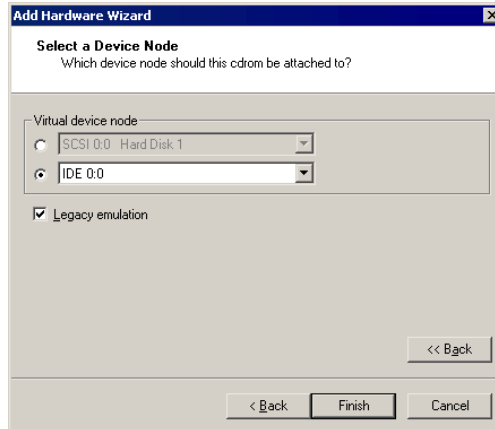 Add Hardware Wizard
Select a Device Node
Which device node should this cdrom be attached to?
Virtual device node
SCSI 0:0 Hard Disk 1
IDE 0:0
Legacy emulation
<< Back
< Back Finish Cancel